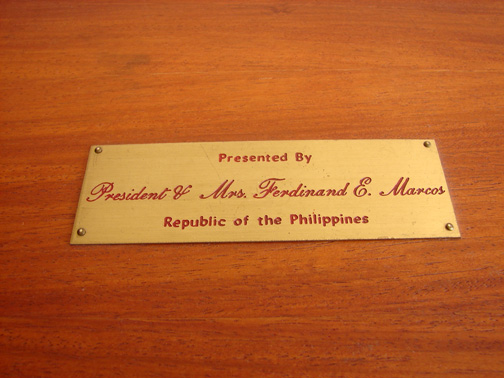 Presented By
President & Mrs. Ferdinand E. Marcos
Republic of the Philippines